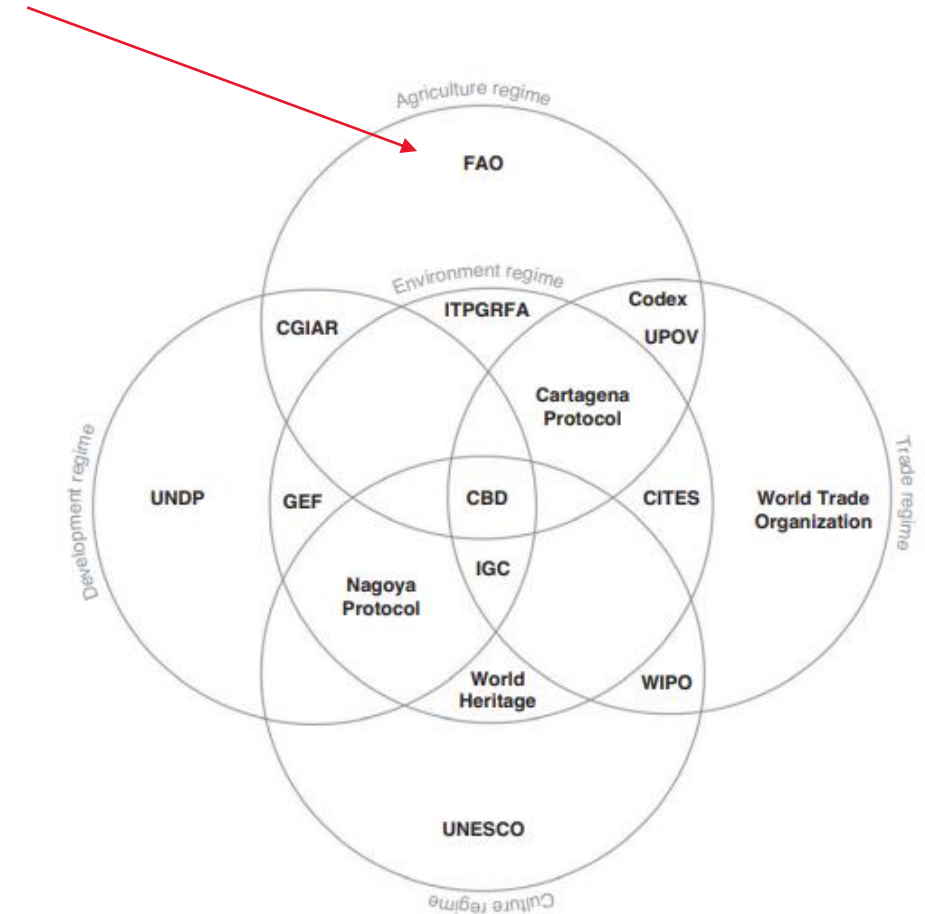 Agriculture regime
FAO
Environment regime
ITPGRFA
Codex
CGIAR
UPOV
Cartagena
Protocol
Development regime
Trade regime
UNDP
GEF
CBD
CITES
World Trade
Organization
IGC
Nagoya
Protocol
World
Heritage
WIPO
UNESCO
Culture regime